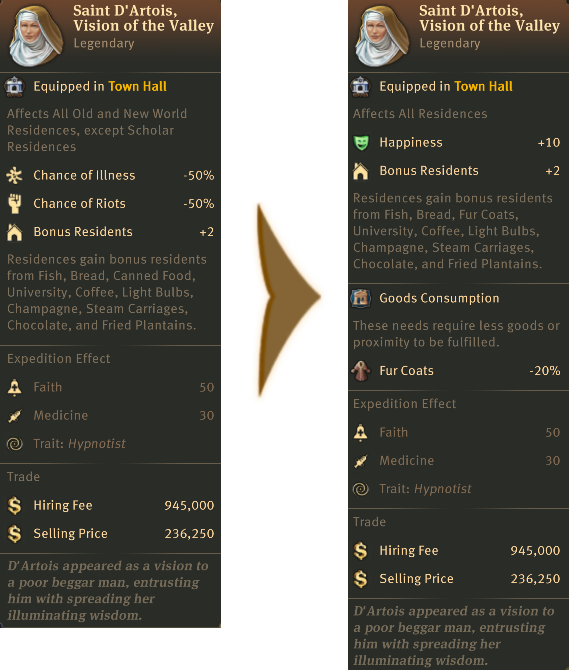 Saint D'Artois,
Vision of the Valley
Legendary
Equipped in Town Hall
Affects All Old and New World
Residences, except Scholar
Residences
Chance of Illness -50%
Chance of Riots -50%
Bonus Residents +2
Residences gain bonus residents
from Fish, Bread, Canned Food,
University, Coffee, Light Bulbs,
Champagne, Steam Carriages,
Chocolate, and Fried Plantains.
Expedition Effect
Faith 50
Medicine 30
Trait: Hypnotist
Trade
Hiring Fee 945,000
Selling Price 236,250
D'Artois appeared as a vision to
a poor beggar man, entrusting
him with spreading her
illuminating wisdom.
Saint D'Artois,
Vision of the Valley
Legendary
Equipped in Town Hall
Affects All Residences
Happiness +10
Bonus Residents +2
Residences gain bonus residents
from Fish, Bread, Fur Coats,
University, Coffee, Light Bulbs,
Champagne, Steam Carriages,
Chocolate, and Fried Plantains.
Goods Consumption
These needs require less goods or
proximity to be fulfilled.
Fur Coats -20%
Expedition Effect
Faith 50
Medicine 30
Trait: Hypnotist
Trade
Hiring Fee 945,000
Selling Price 236,250
D'Artois appeared as a vision to
a poor beggar man, entrusting
him with spreading her
illuminating wisdom.